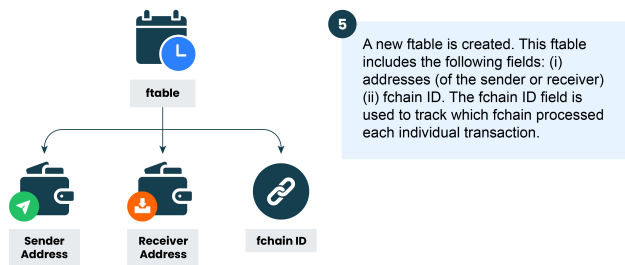 5
A new ftable is created. This ftable
includes the following fields: (i)
addresses (of the sender or receiver)
(ii) fchain ID. The fchain ID field is
used to track which fchain processed
each individual transaction.
ftable
Sender
Address
Receiver
Address
fchain ID